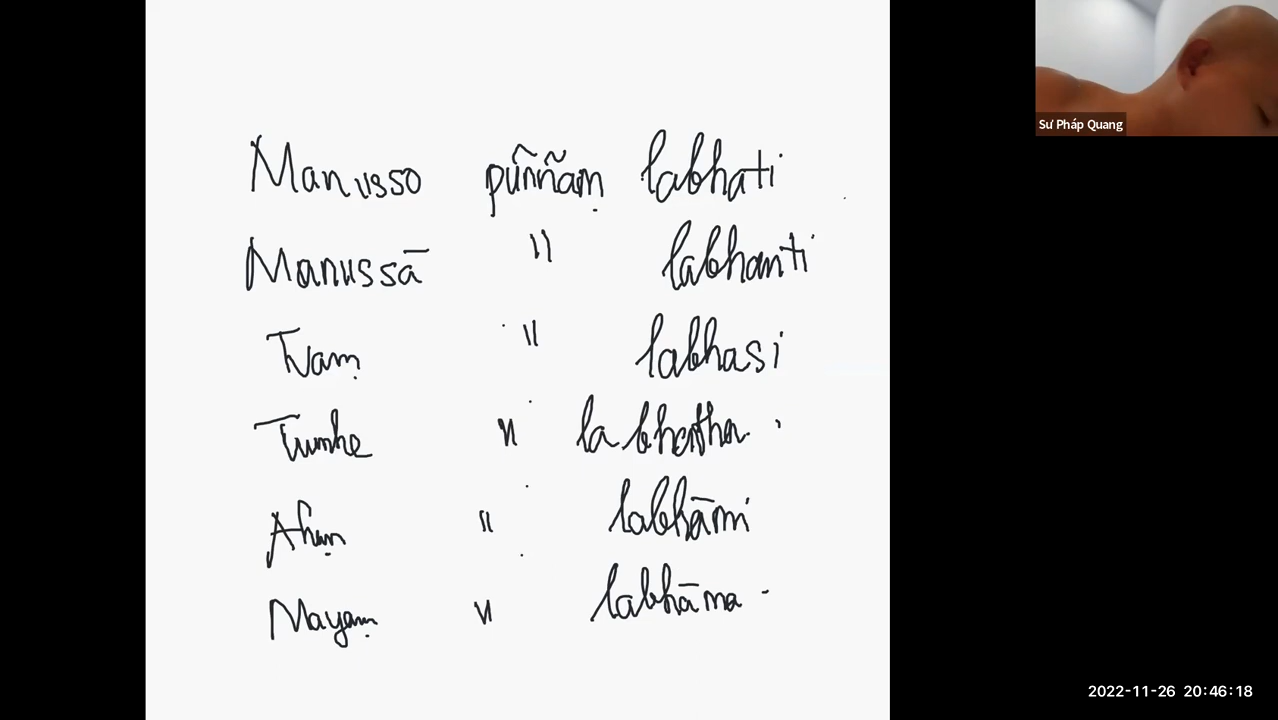 Manusso puññaṃ labhati
Manussā " labhanti
Tvaṃ " labhasi
Tumhe " labhatha
Ahaṃ " labhāmi
Mayaṃ " labhāma
Sư Pháp Quang
2022-11-26 20:46:18